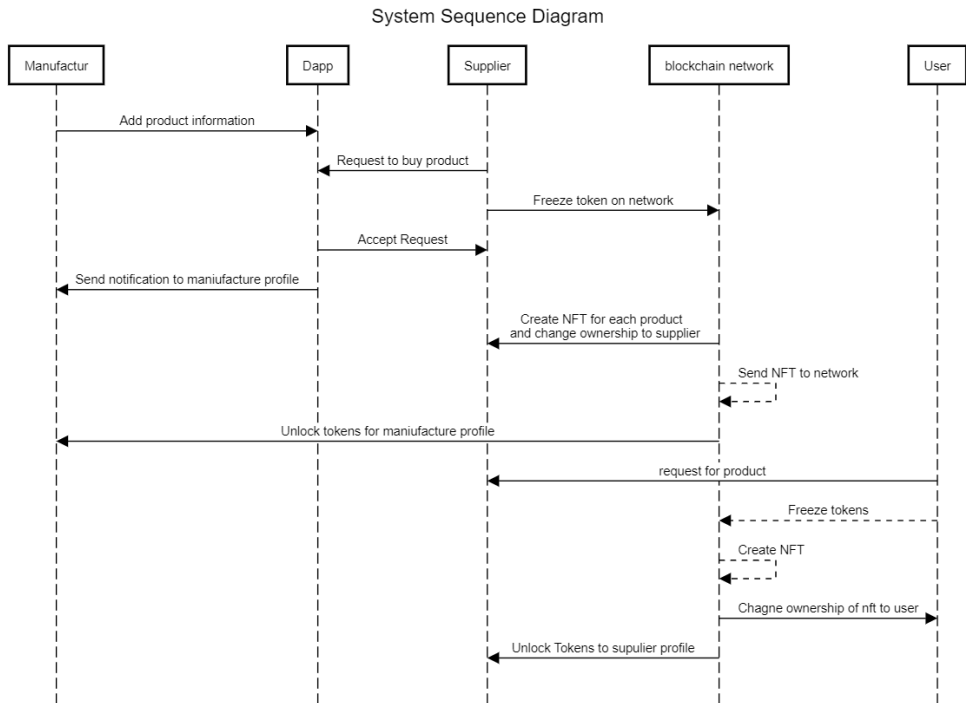 System Sequence Diagram
Manufactur
Dapp
Supplier
blockchain network
User
Add product information
Request to buy product
Freeze token on network
Accept Request
Send notification to maniufacture profile
Create NFT for each product
and change ownership to supplier
Send NFT to network
Unlock tokens for maniufacture profile
request for product
Freeze tokens
Create NFT
Chagne ownership of nft to user
Unlock Tokens to supulier profile